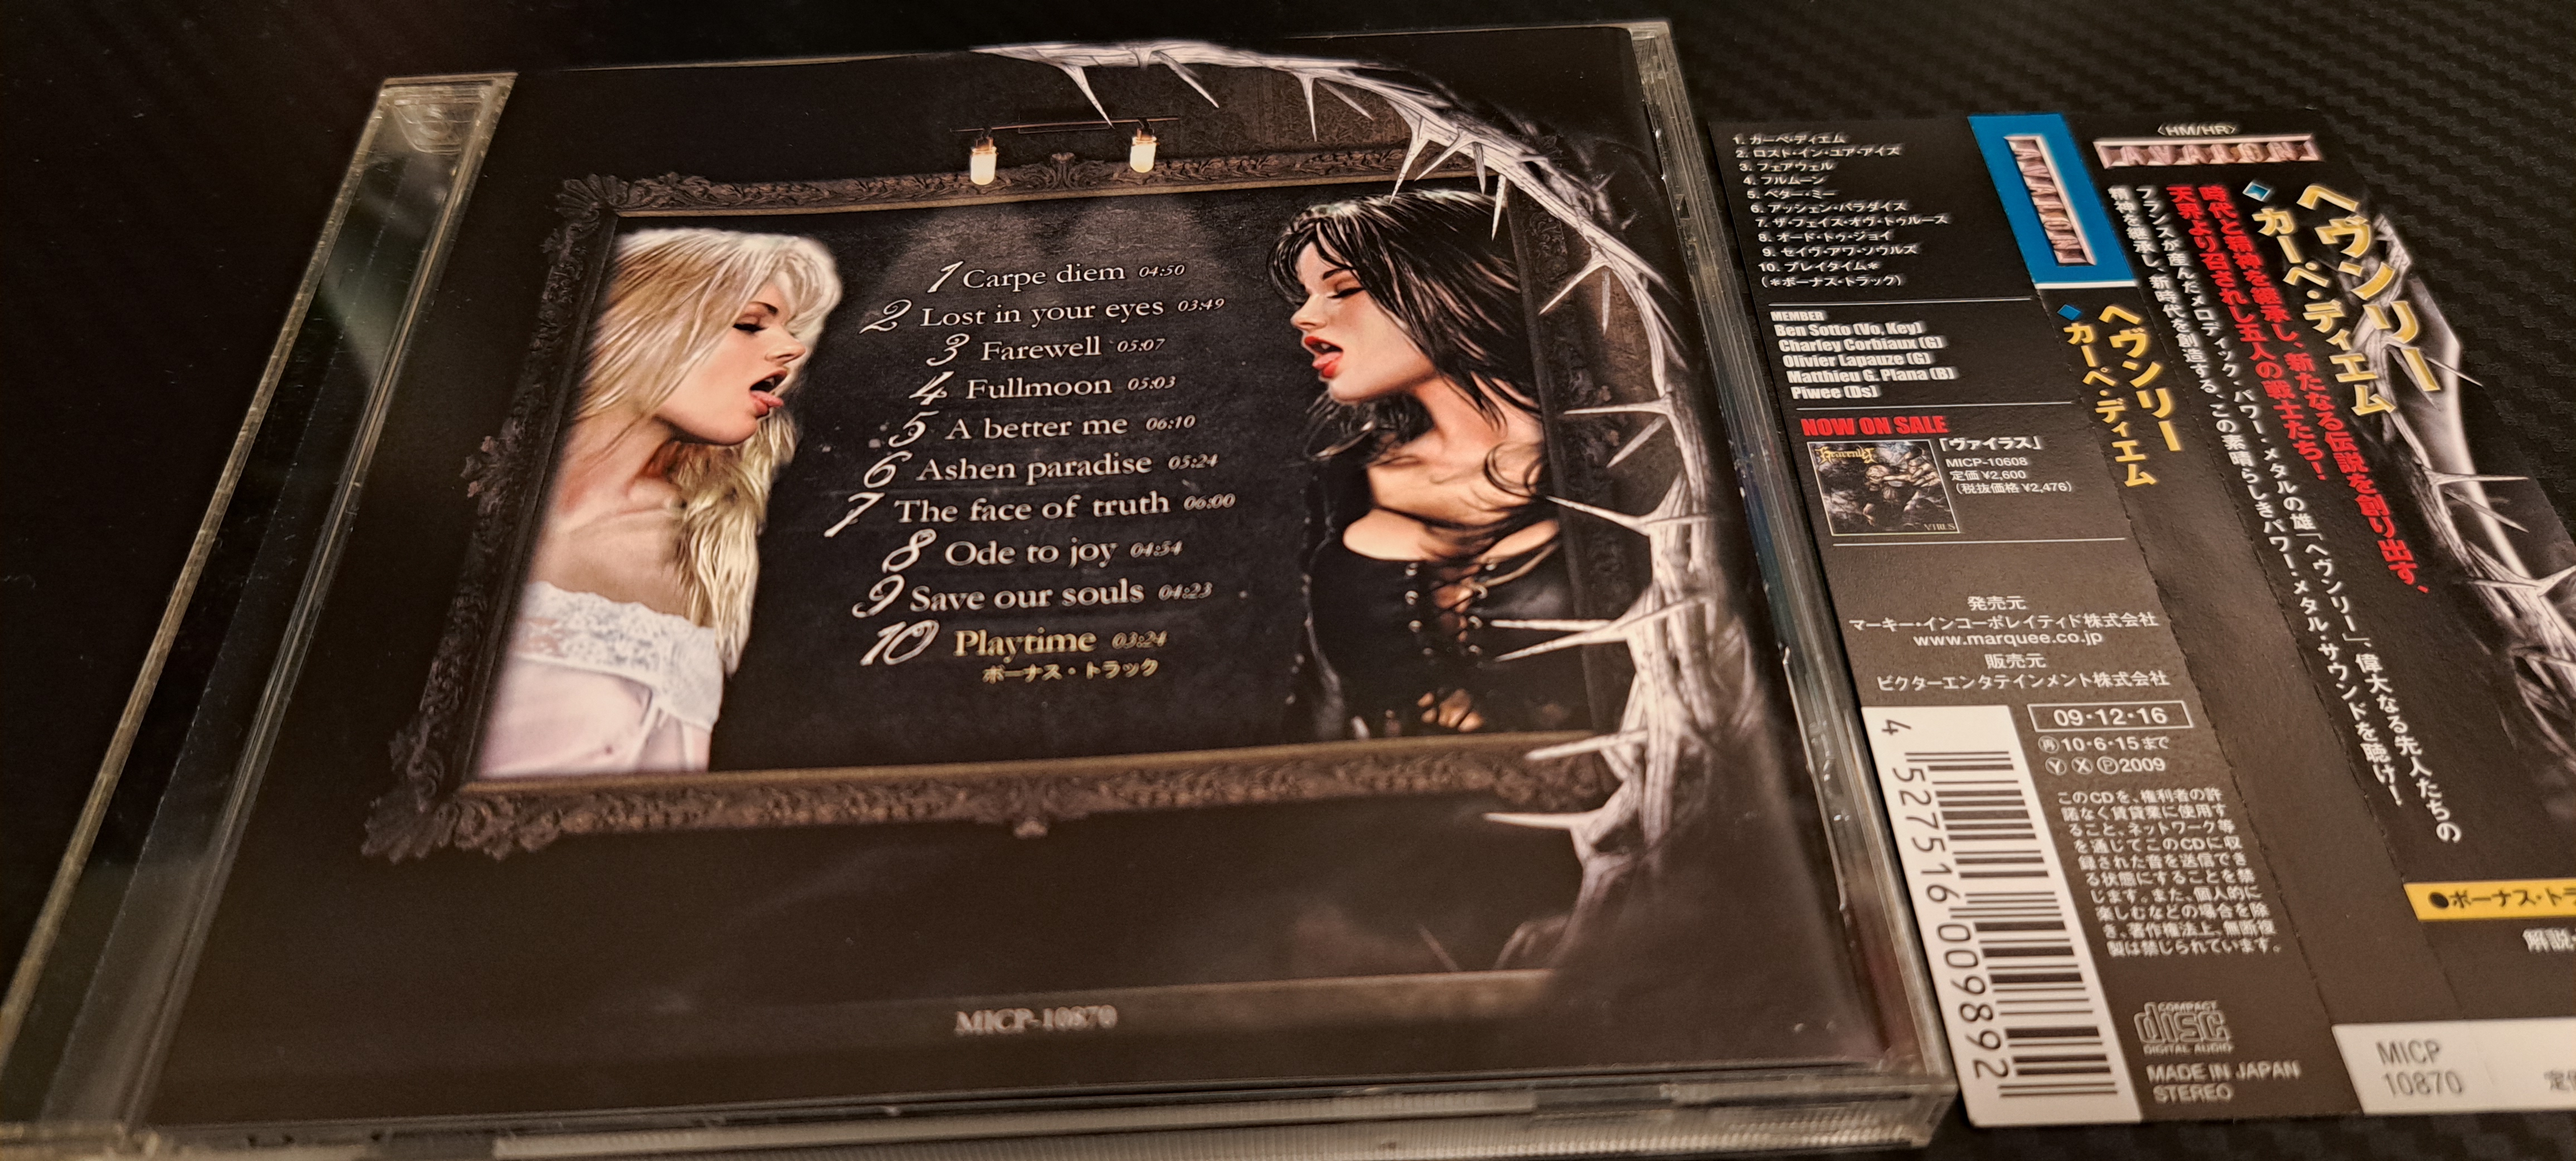 1 Carpe diem 04:50
2 Lost in your eyes 03:49
3 Farewell 05:07
4 Fullmoon 05:03
5 A better me 06:10
6 Ashen paradise 05:24
7 The face of truth 06:00
8 Ode to joy 04:54
9 Save our souls 04:23
10 Playtime 03:24
ボーナス・トラック
MICP-10870
1. カーペ・ディエム
2. ロスト・イン・ユア・アイズ
3. フェアウェル
4. フルムーン
5. ベター・ミー
6. アッシェン・パラダイス
7. ザ・フェイス・オヴ・トゥルース
8. オード・トゥ・ジョイ
9. セイヴ・アワ・ソウルズ
10. プレイタイム*
(*ボーナス・トラック)
MEMBER
Ben Sotto (Vo, Key)
Charley Corbiaux (G)
Olivier Lapauze (G)
Matthieu G. Plana (B)
Piwee (Ds)
NOW ON SALE
Heavenly
VIRUS
「ヴァイラス」
MICP-10608
定価 ¥2,600
(税抜価格 ¥2,476)
発売元
マーキー・インコーポレイティド株式会社
www.marquee.co.jp
販売元
ビクターエンタテインメント株式会社
09・12・16
再10・6・15まで
Ⓨ Ⓧ Ⓟ2009
このCDを、権利者の許
諾なく賃貸業に使用す
ること、ネットワーク等
を通じてこのCDに収
録された音を送信でき
る状態にすることを禁
じます。また、個人的に
楽しむなどの場合を除
き、著作権法上、無断複
製は禁じられています。
4 527516 009892
COMPACT
disc
DIGITAL AUDIO
MADE IN JAPAN
STEREO
AVALON
ヘヴンリー
◆カーペ・ディエム
〈HM/HR〉
AVALON
ヘヴンリー
◆カーペ・ディエム
時代と精神を継承し、新たなる伝説を創り出す、
天界より召されし五人の戦士たち!
フランスが産んだメロディック・パワー・メタルの雄「ヘヴンリー」、偉大なる先人たちの
精神を継承し、新時代を創造する、この素晴らしきパワー・メタル・サウンドを聴け!
●ボーナス・トラ
解説・
MICP
10870
定